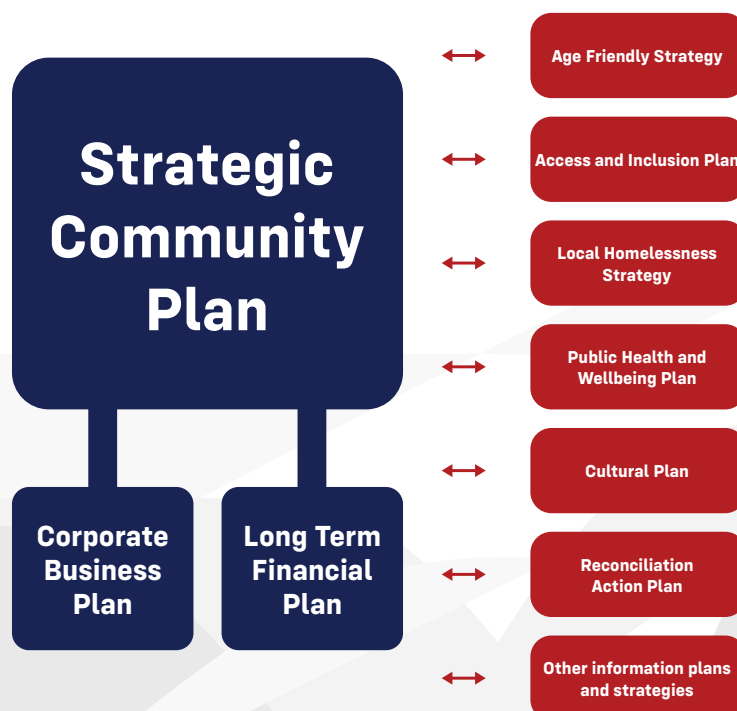 Strategic
Community
Plan
Corporate
Business
Plan
Long Term
Financial
Plan
Age Friendly Strategy
Access and Inclusion Plan
Local Homelessness
Strategy
Public Health and
Wellbeing Plan
Cultural Plan
Reconciliation
Action Plan
Other information plans
and strategies